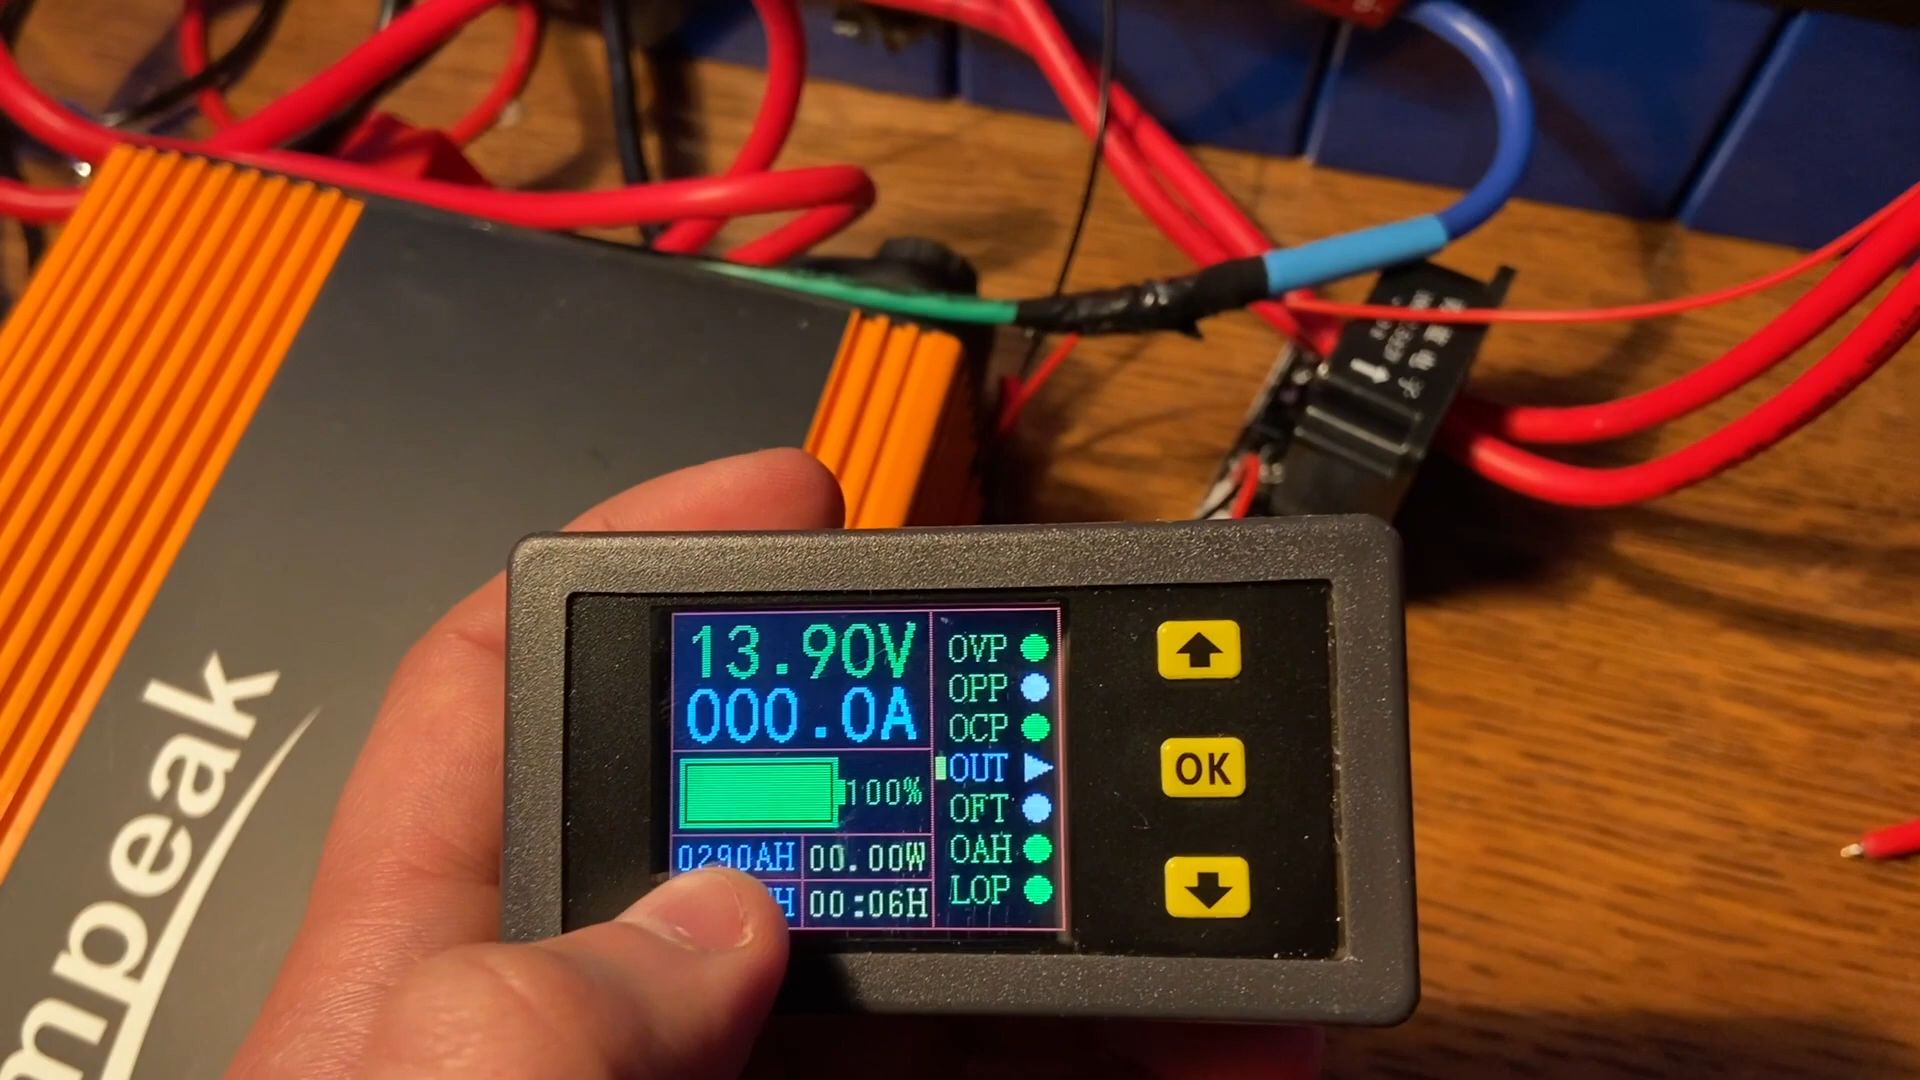 mpeak
13.90V
000.0A
100%
0290AH
00.00W
H
00:06H
OVP
OPP
OCP
OUT
OFT
OAH
LOP
OK